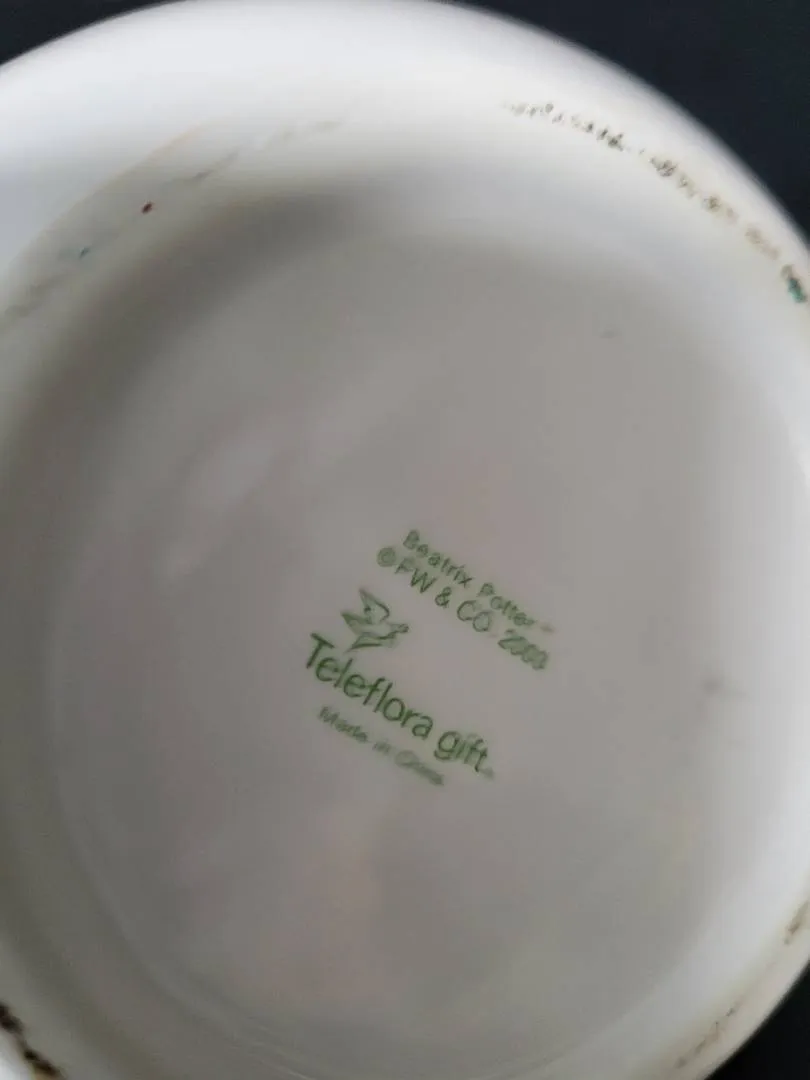 Beatrix Potter™
© FW & CO. 2000
Teleflora gift®
Made in China